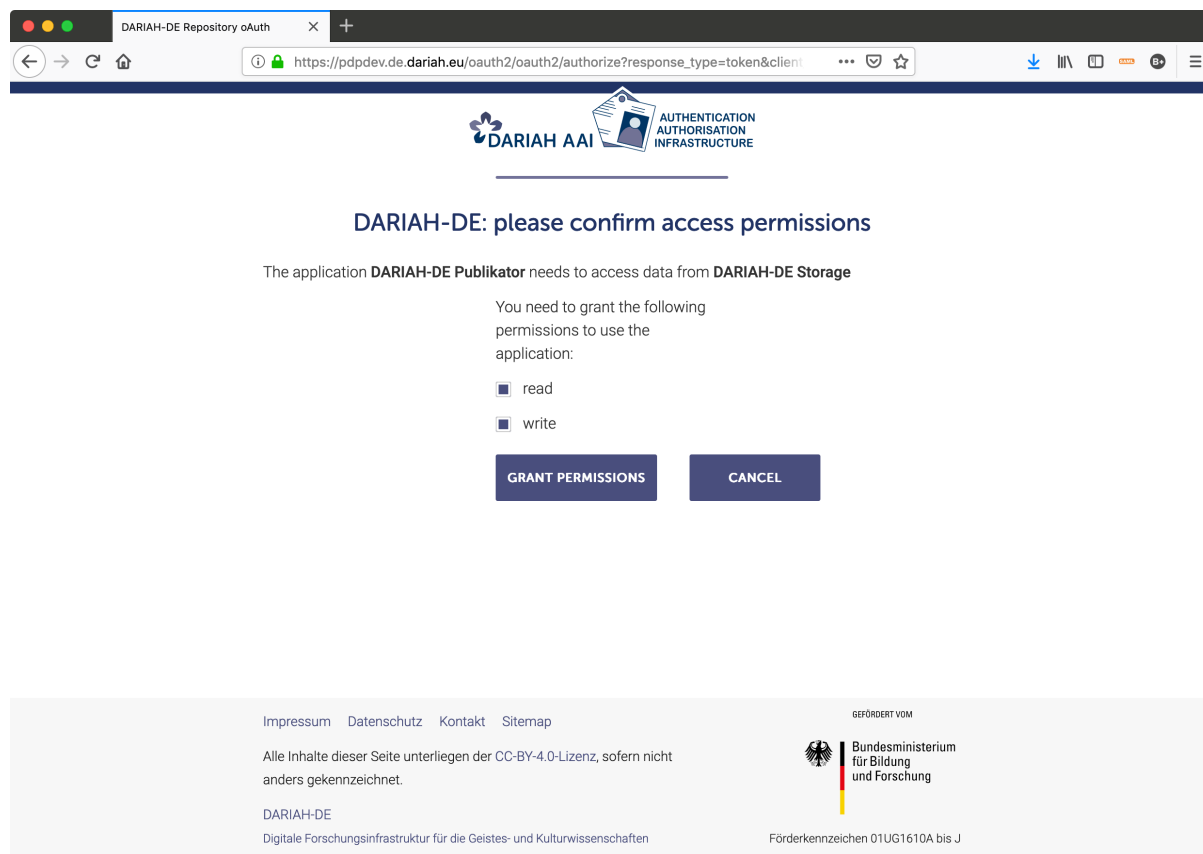 DARIAH-DE Repository oAuth
https://pdpdev.de.dariah.eu/oauth2/oauth2/authorize?response_type=token&client
DARIAH AAI
AUTHENTICATION
AUTHORISATION
INFRASTRUCTURE
DARIAH-DE: please confirm access permissions
The application DARIAH-DE Publikator needs to access data from DARIAH-DE Storage
You need to grant the following
permissions to use the
application:
read
write
GRANT PERMISSIONS CANCEL
Impressum Datenschutz Kontakt Sitemap
Alle Inhalte dieser Seite unterliegen der CC-BY-4.0-Lizenz, sofern nicht
anders gekennzeichnet.
DARIAH-DE
Digitale Forschungsinfrastruktur für die Geistes- und Kulturwissenschaften
GEFÖRDERT VOM
Bundesministerium
für Bildung
und Forschung
Förderkennzeichen 01UG1610A bis J